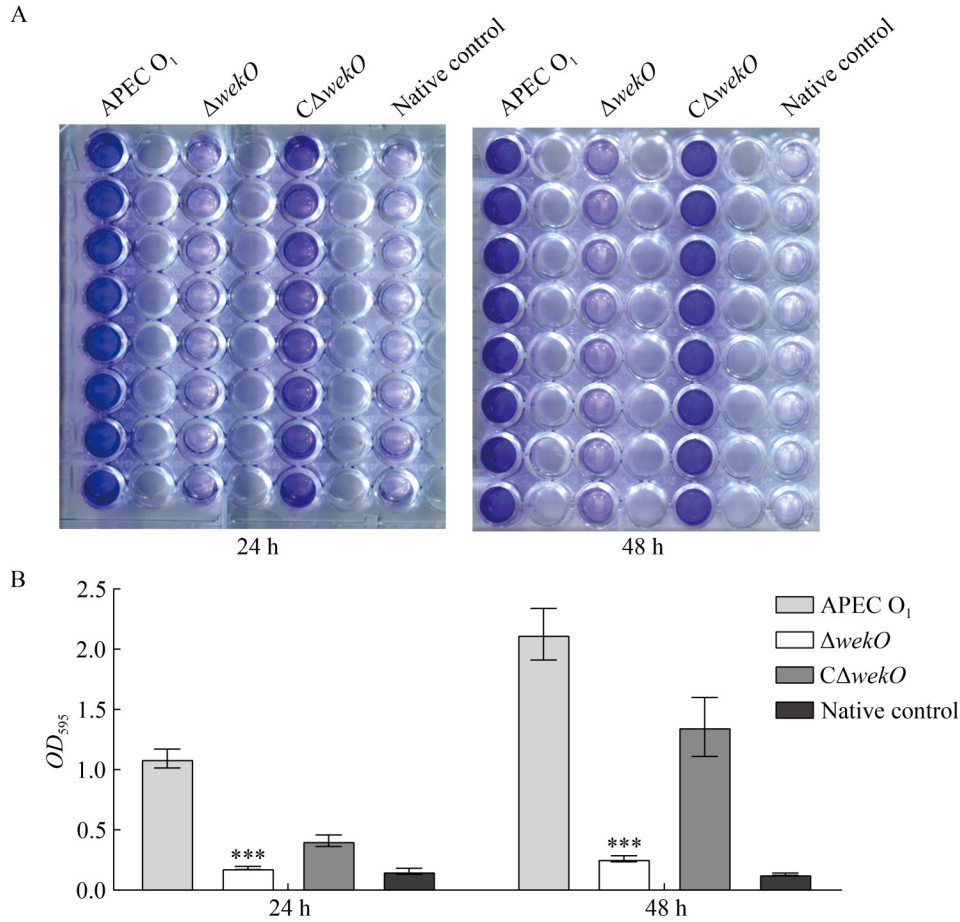 A
APEC O₁ ΔwekO CΔwekO Native control APEC O₁ ΔwekO CΔwekO Native control
24 h 48 h
B
2.5
2.0
1.5
1.0
0.5
0.0
OD₅₉₅
***
***
24 h 48 h
APEC O₁
ΔwekO
CΔwekO
Native control